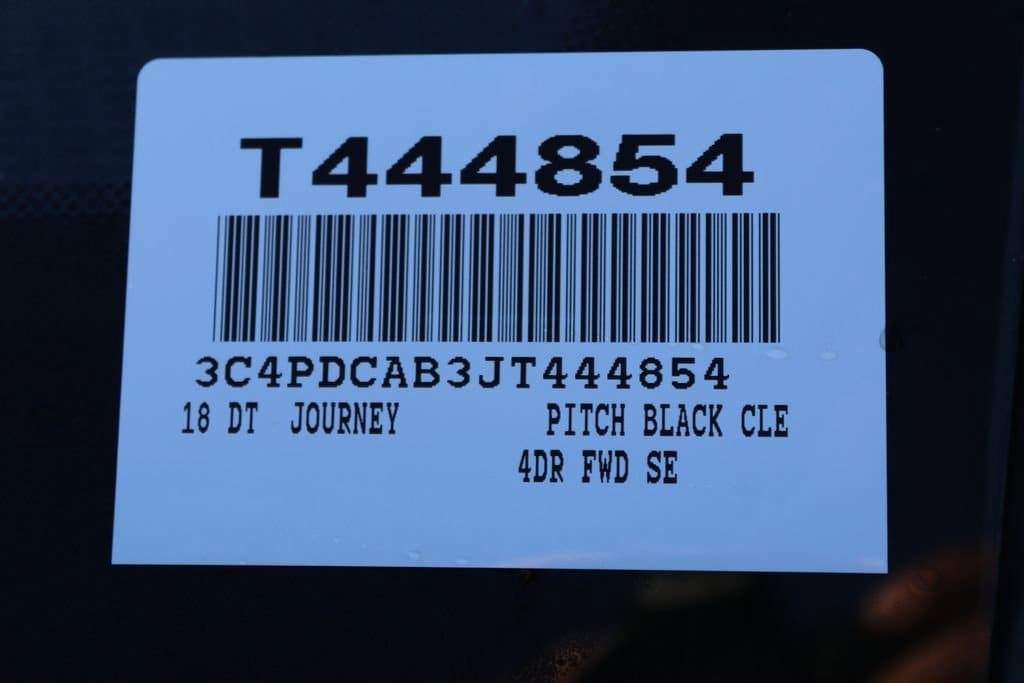 T444854
3C4PDCAB3JT444854
18 DT JOURNEY PITCH BLACK CLE
4DR FWD SE